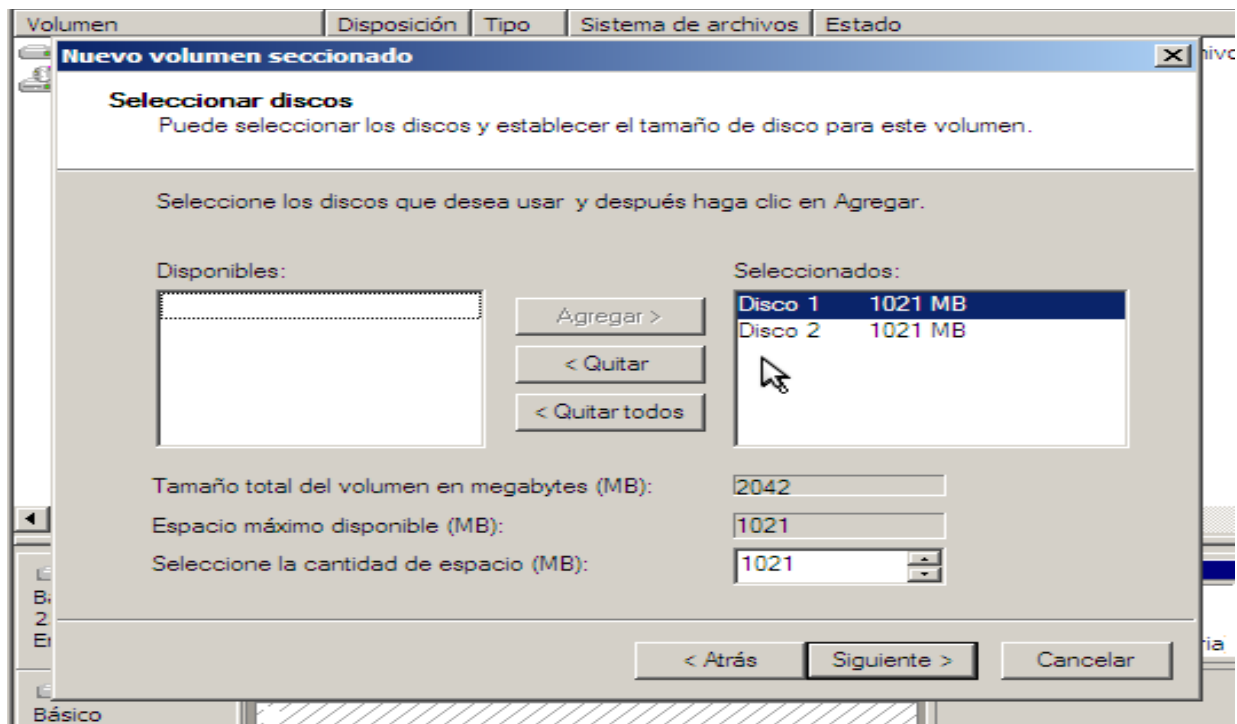 Volumen Disposición Tipo Sistema de archivos Estado
Nuevo volumen seccionado
Seleccionar discos
Puede seleccionar los discos y establecer el tamaño de disco para este volumen.
Seleccione los discos que desea usar y después haga clic en Agregar.
Disponibles: Seleccionados:
Disco 1 1021 MB
Agregar >
Disco 2 1021 MB
< Quitar
< Quitar todos
Tamaño total del volumen en megabytes (MB): 2042
Espacio máximo disponible (MB): 1021
Seleccione la cantidad de espacio (MB): 1021
< Atrás Siguiente > Cancelar
Básico